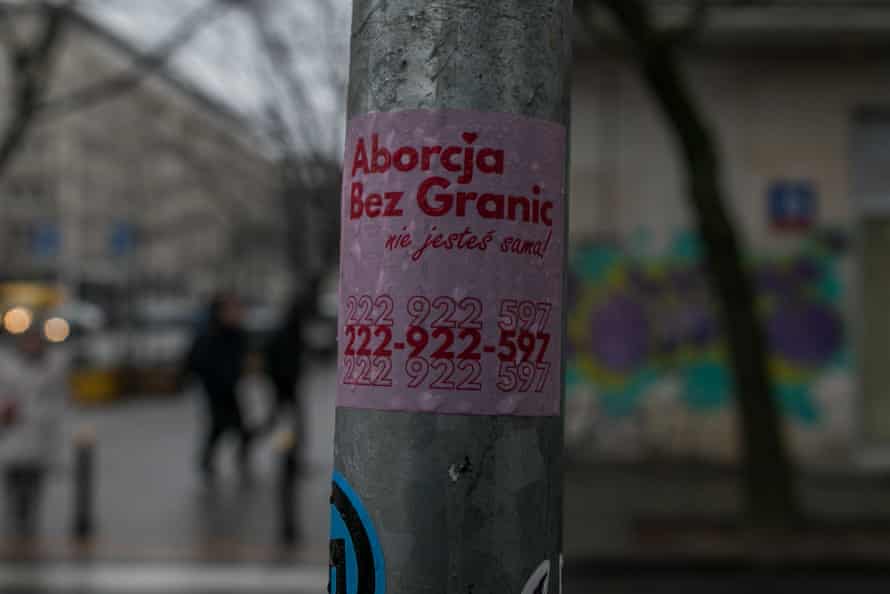 Aborcja
Bez Granic
nie jesteś sama!
222 922 597
222-922-597
222 922 597